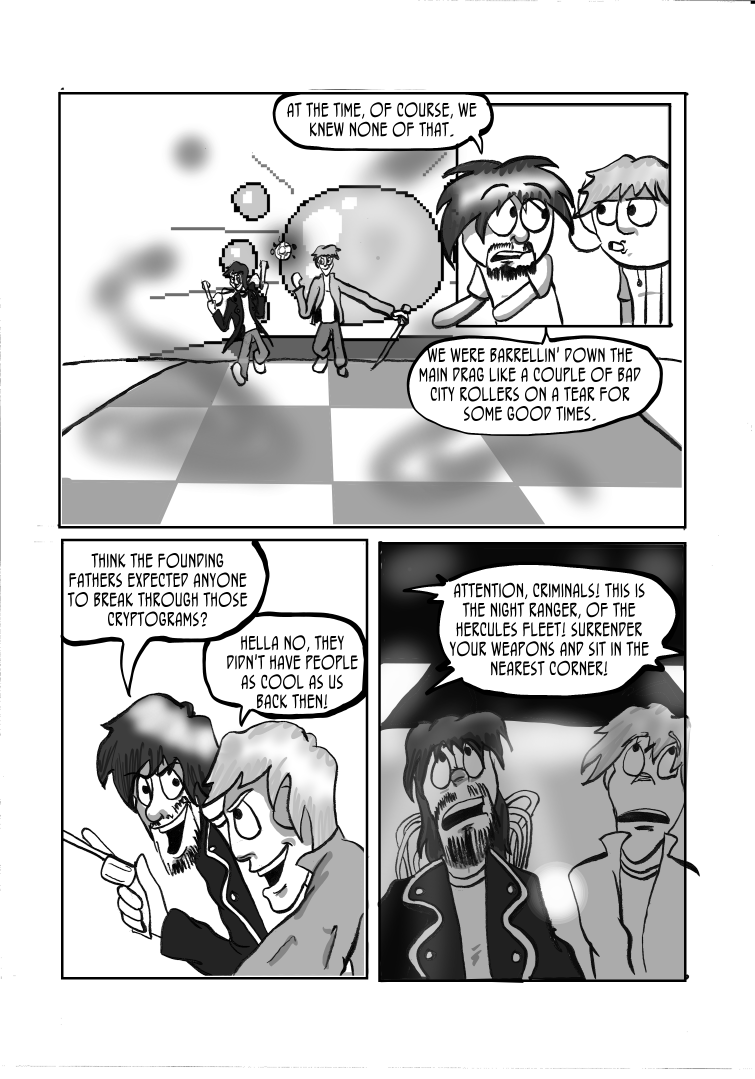 AT THE TIME, OF COURSE, WE
KNEW NONE OF THAT.
WE WERE BARRELLIN' DOWN THE
MAIN DRAG LIKE A COUPLE OF BAD
CITY ROLLERS ON A TEAR FOR
SOME GOOD TIMES.
THINK THE FOUNDING
FATHERS EXPECTED ANYONE
TO BREAK THROUGH THOSE
CRYPTOGRAMS?
HELLA NO, THEY
DIDN'T HAVE PEOPLE
AS COOL AS US
BACK THEN!
ATTENTION, CRIMINALS! THIS IS
THE NIGHT RANGER, OF THE
HERCULES FLEET! SURRENDER
YOUR WEAPONS AND SIT IN THE
NEAREST CORNER!